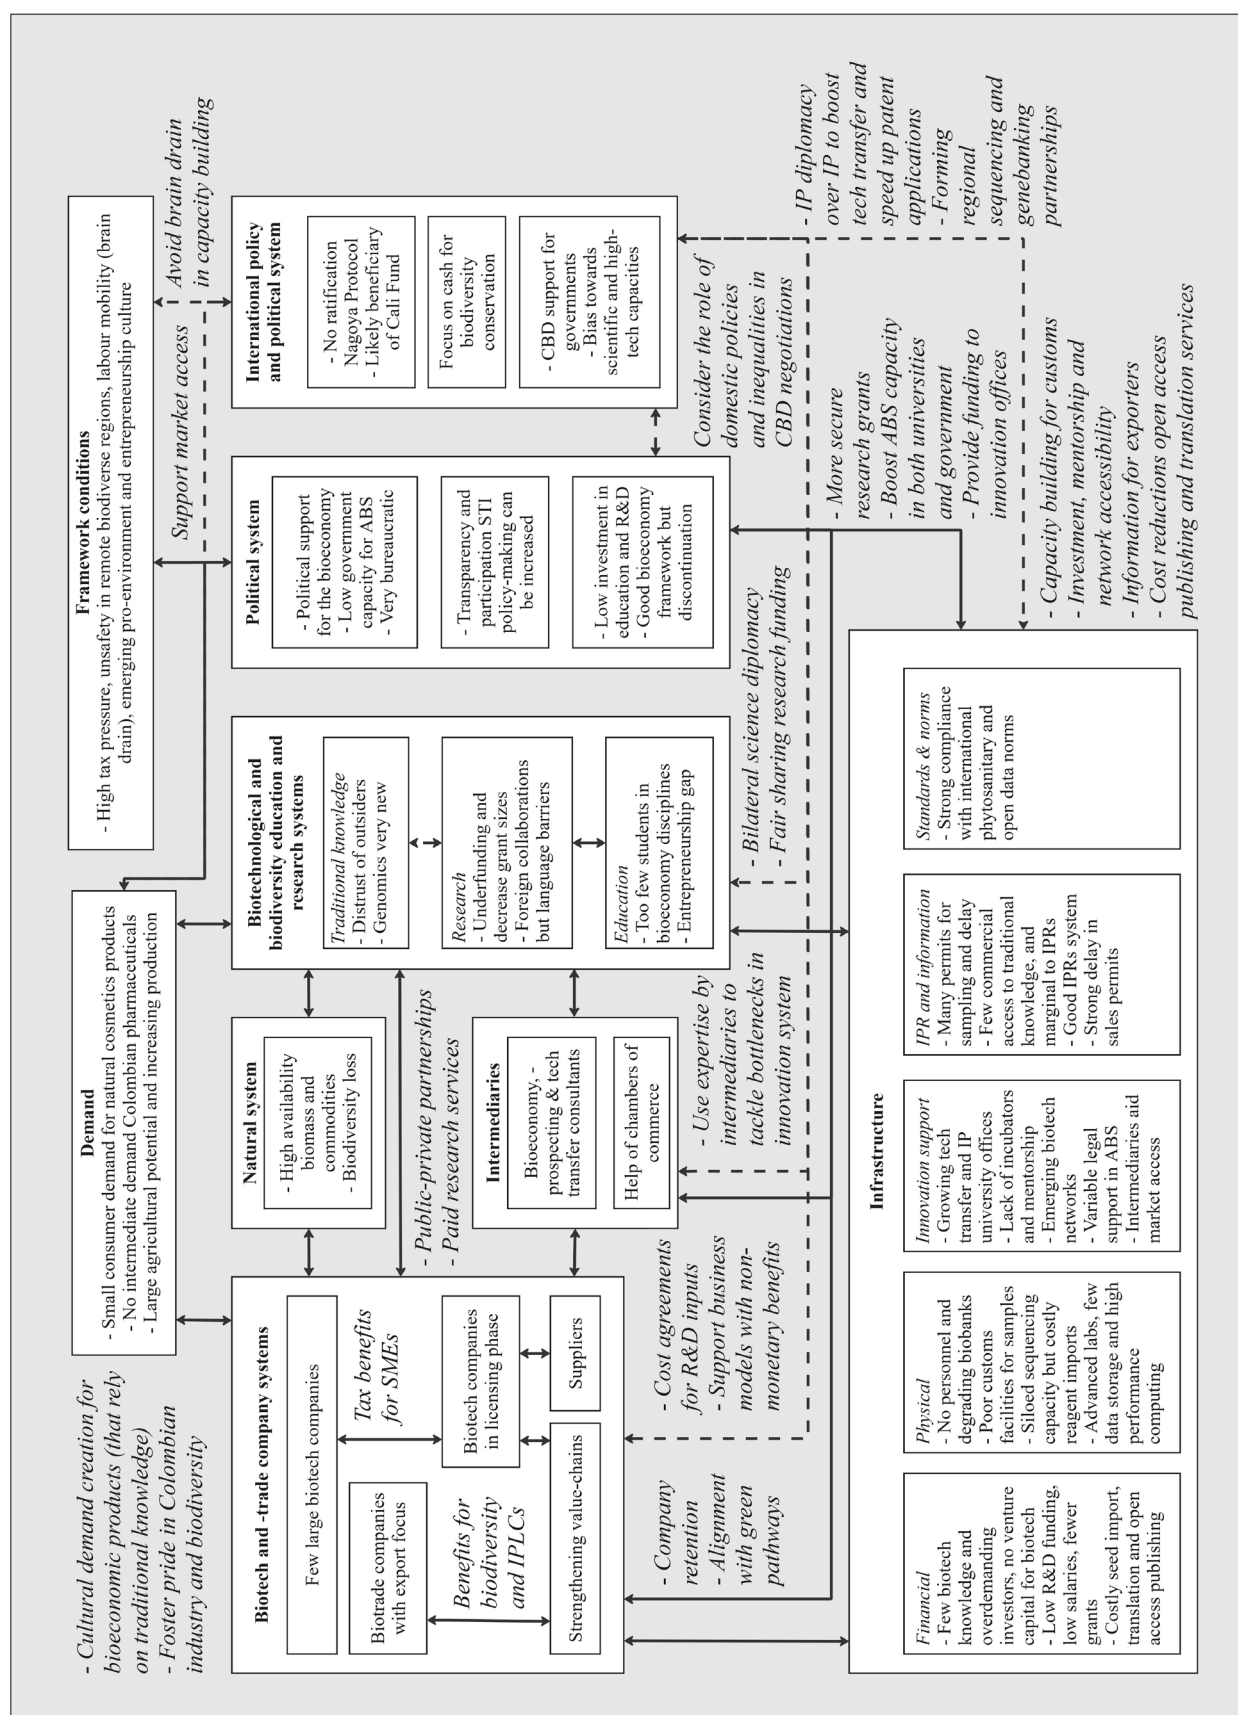 - Cultural demand creation for
bioeconomic products (that rely
on traditional knowledge)
- Foster pride in Colombian
industry and biodiversity
Demand
- Small consumer demand for natural cosmetics products
- No intermediate demand Colombian pharmaceuticals
- Large agricultural potential and increasing production
Framework conditions
- High tax pressure, unsafety in remote biodiverse regions, labour mobility (brain
drain), emerging pro-environment and entrepreneurship culture
Support market access
Avoid brain drain
in capacity building
Biotech and -trade company systems
Few large biotech companies
Tax benefits
for SMEs
Biotrade companies
with export focus
Biotech companies
in licensing phase
Benefits for
biodiversity
and IPLCs
Strengthening value-chains
Suppliers
Natural system
- High availability
biomass and
commodities
- Biodiversity loss
- Public-private partnerships
- Paid research services
Intermediaries
Bioeconomy, -
prospecting & tech
transfer consultants
Help of chambers of
commerce
Biotechnological and
biodiversity education and
research systems
Traditional knowledge
- Distrust of outsiders
- Genomics very new
Research
- Underfunding and
decrease grant sizes
- Foreign collaborations
but language barriers
Education
- Too few students in
bioeconomy disciplines
- Entrepreneurship gap
Political system
- Political support
for the bioeconomy
- Low government
capacity for ABS
- Very bureaucratic
- Transparency and
participation STI
policy-making can
be increased
- Low investment in
education and R&D
- Good bioeconomy
framework but
discontinuation
International policy
and political system
- No ratification
Nagoya Protocol
- Likely beneficiary
of Cali Fund
Focus on cash for
biodiversity
conservation
- CBD support for
governments
- Bias towards
scientific and high-
tech capacities
- Company
retention
- Alignment
with green
pathways
- Cost agreements
for R&D inputs
- Support business
models with non-
monetary benefits
- Use expertise by
intermediaries to
tackle bottlenecks in
innovation system
- Bilateral science diplomacy
- Fair sharing research funding
Consider the role of
domestic policies
and inequalities in
CBD negotiations
- IP diplomacy
over IP to boost
tech transfer and
speed up patent
applications
- Forming
regional
sequencing and
genebanking
partnerships
- More secure
research grants
- Boost ABS capacity
in both universities
and government
- Provide funding to
innovation offices
- Capacity building for customs
- Investment, mentorship and
network accessibility
- Information for exporters
- Cost reductions open access
publishing and translation services
Infrastructure
Financial
- Few biotech
knowledge and
overdemanding
investors, no venture
capital for biotech
- Low R&D funding,
low salaries, fewer
grants
- Costly seed import,
translation and open
access publishing
Physical
- No personnel and
degrading biobanks
- Poor customs
facilities for samples
- Siloed sequencing
capacity but costly
reagent imports
- Advanced labs, few
data storage and high
performance
computing
Innovation support
- Growing tech
transfer and IP
university offices
- Lack of incubators
and mentorship
- Emerging biotech
networks
- Variable legal
support in ABS
- Intermediaries aid
market access
IPR and information
- Many permits for
sampling and delay
- Few commercial
access to traditional
knowledge, and
marginal to IPRs
- Good IPRs system
- Strong delay in
sales permits
Standards & norms
- Strong compliance
with international
phytosanitary and
open data norms